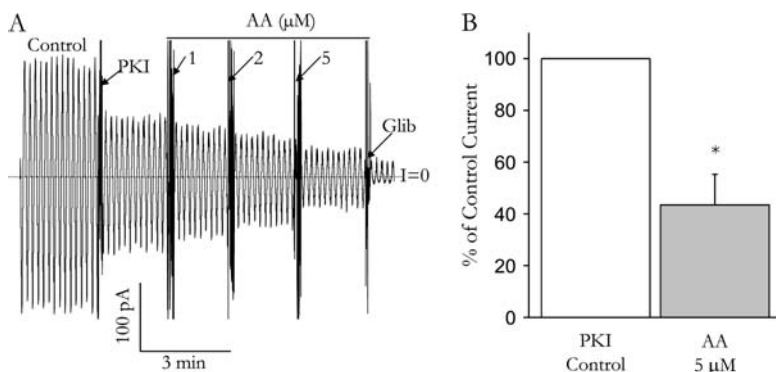 A
AA (μM)
Control
PKI
1
2
5
Glib
I=0
100 pA
3 min
B
% of Control Current
100
80
60
40
20
0
*
PKI
Control
AA
5 μM